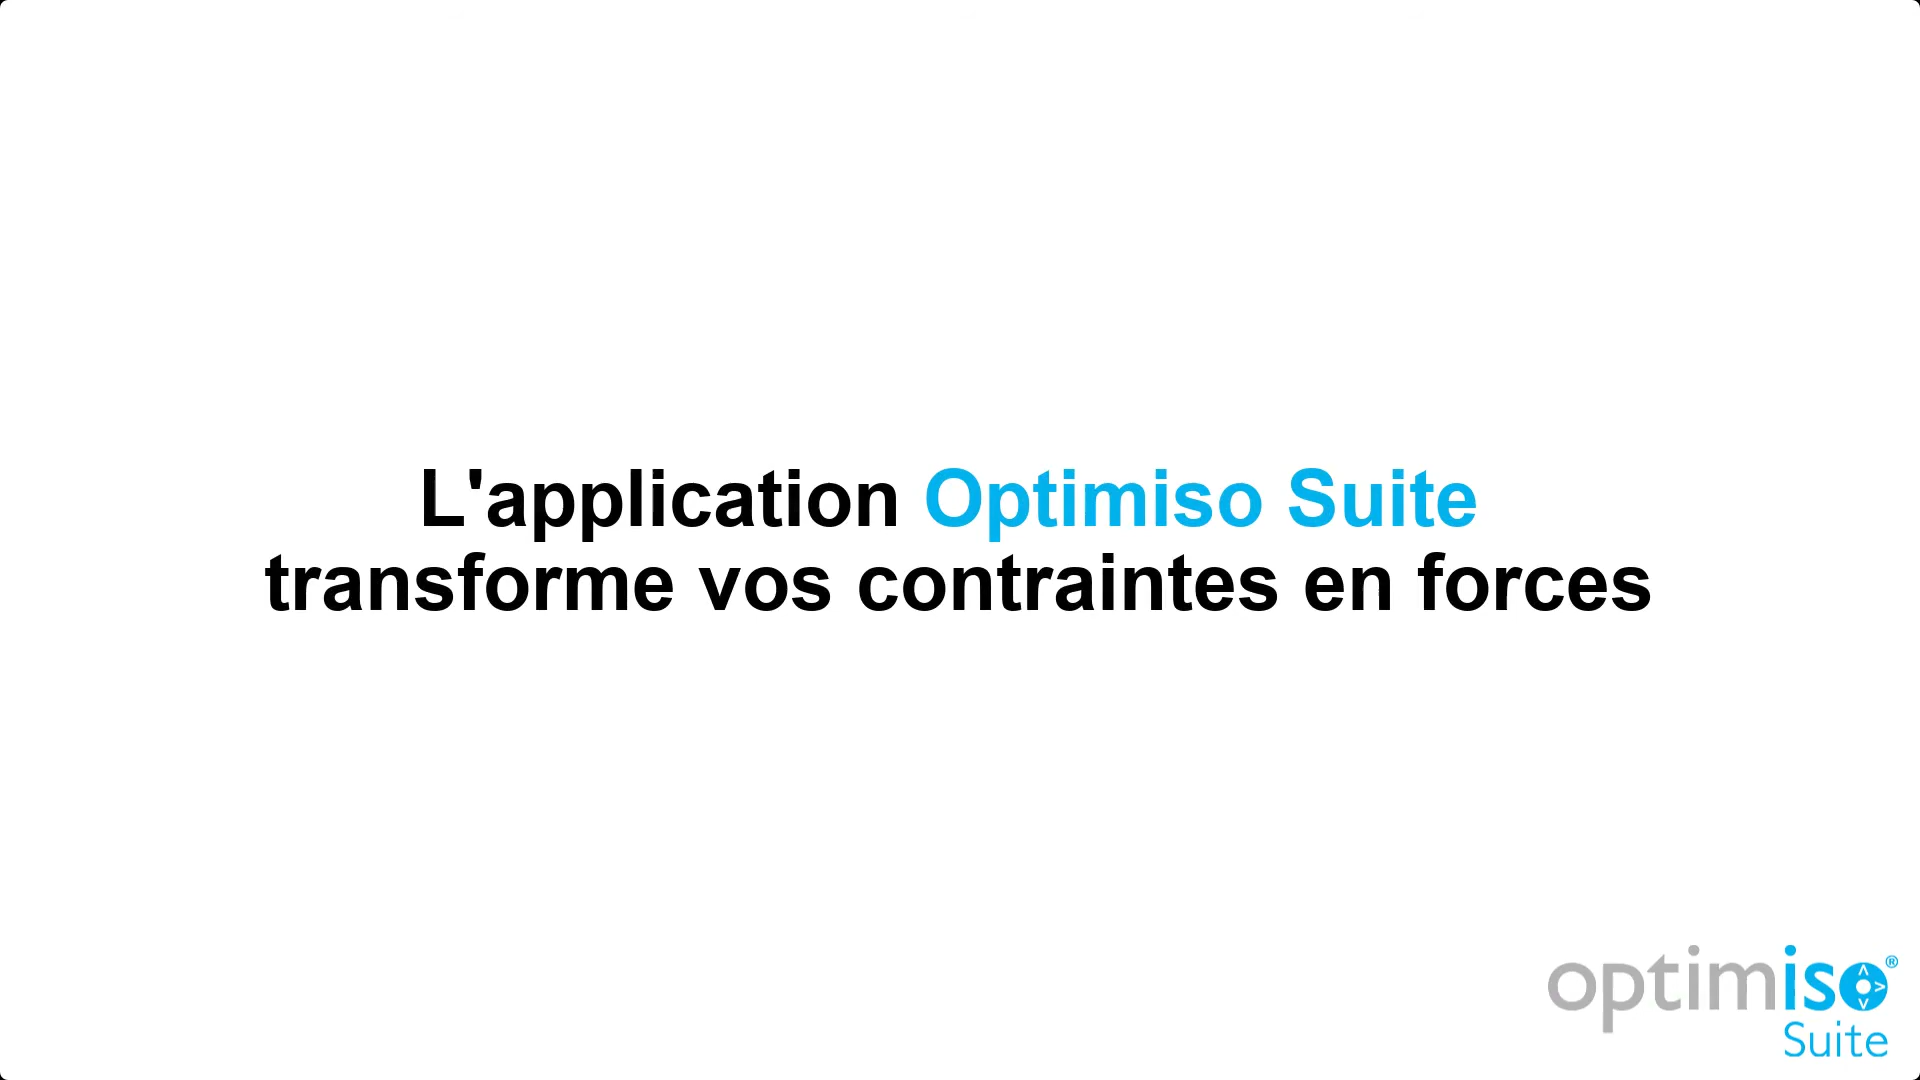 L'application Optimiso Suite
transforme vos contraintes en forces
optimiso®
Suite